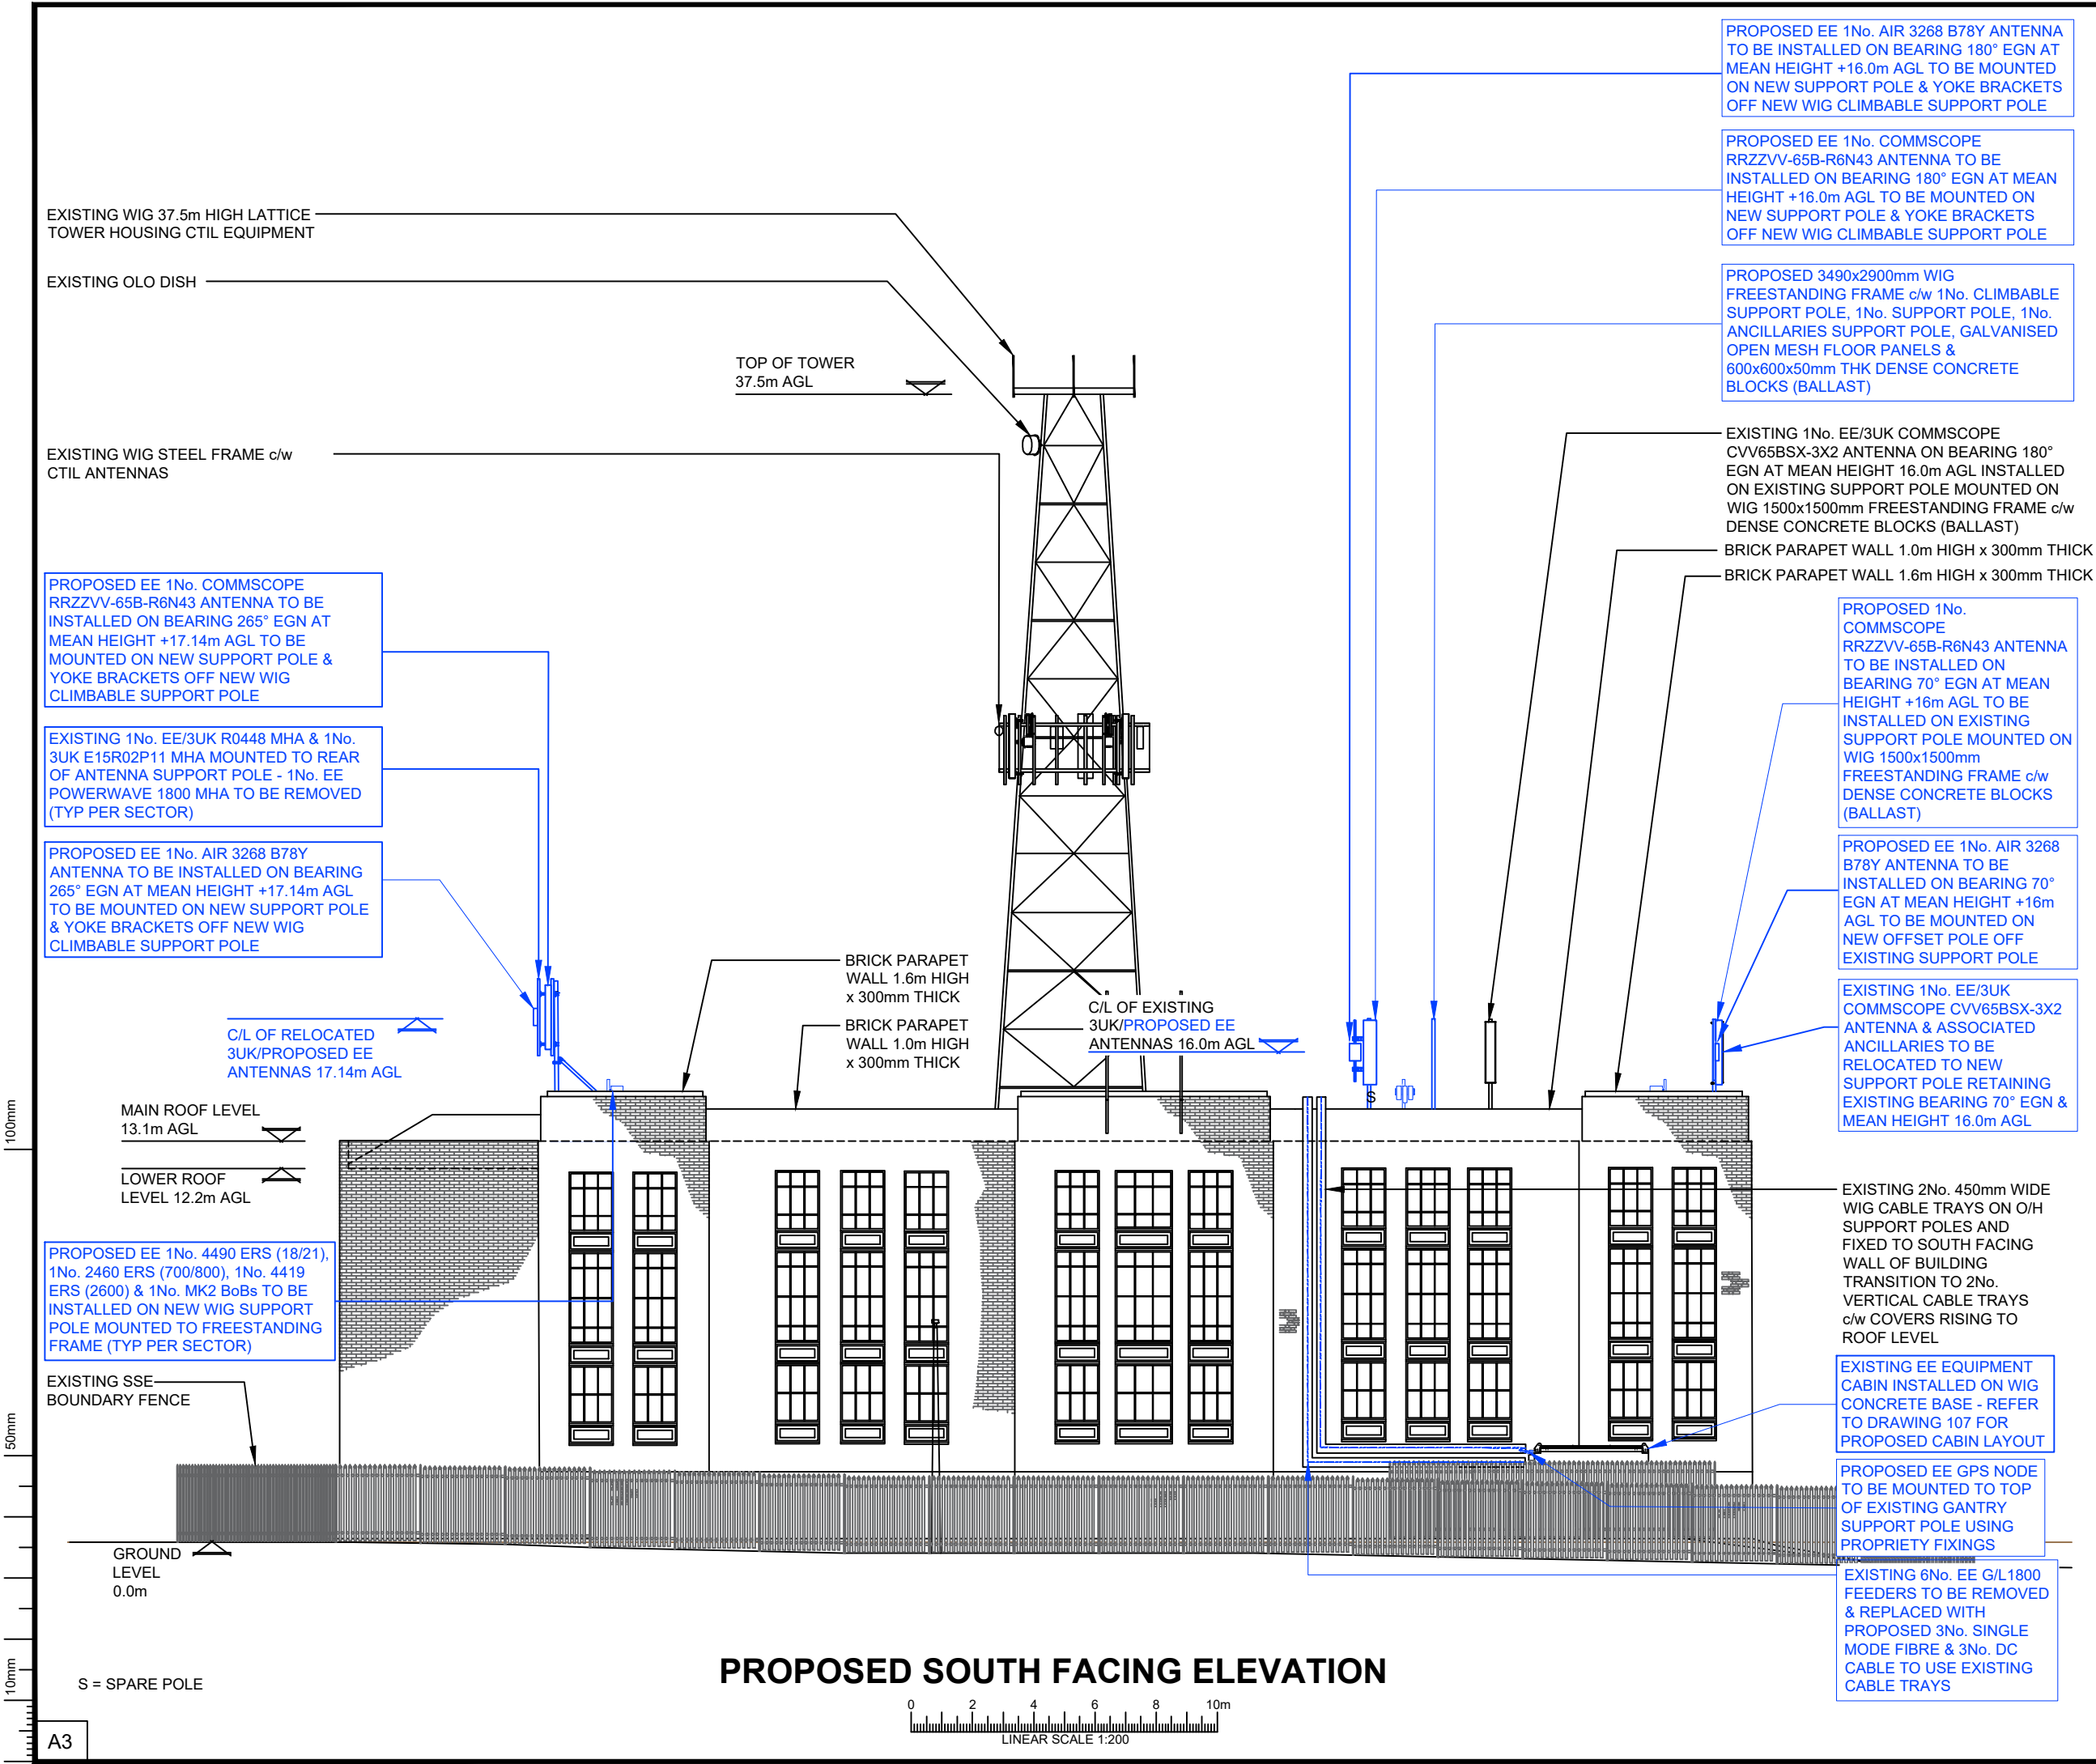 PROPOSED EE 1No. AIR 3268 B78Y ANTENNA
TO BE INSTALLED ON BEARING 180° EGN AT
MEAN HEIGHT +16.0m AGL TO BE MOUNTED
ON NEW SUPPORT POLE & YOKE BRACKETS
OFF NEW WIG CLIMBABLE SUPPORT POLE
PROPOSED EE 1No. COMMSCOPE
RRZZVV-65B-R6N43 ANTENNA TO BE
INSTALLED ON BEARING 180° EGN AT MEAN
HEIGHT +16.0m AGL TO BE MOUNTED ON
NEW SUPPORT POLE & YOKE BRACKETS
OFF NEW WIG CLIMBABLE SUPPORT POLE
PROPOSED 3490x2900mm WIG
FREESTANDING FRAME c/w 1No. CLIMBABLE
SUPPORT POLE, 1No. SUPPORT POLE, 1No.
ANCILLARIES SUPPORT POLE, GALVANISED
OPEN MESH FLOOR PANELS &
600x600x50mm THK DENSE CONCRETE
BLOCKS (BALLAST)
EXISTING 1No. EE/3UK COMMSCOPE
CVV65BSX-3X2 ANTENNA ON BEARING 180°
EGN AT MEAN HEIGHT 16.0m AGL INSTALLED
ON EXISTING SUPPORT POLE MOUNTED ON
WIG 1500x1500mm FREESTANDING FRAME c/w
DENSE CONCRETE BLOCKS (BALLAST)
BRICK PARAPET WALL 1.0m HIGH x 300mm THICK
BRICK PARAPET WALL 1.6m HIGH x 300mm THICK
PROPOSED 1No.
COMMSCOPE
RRZZVV-65B-R6N43 ANTENNA
TO BE INSTALLED ON
BEARING 70° EGN AT MEAN
HEIGHT +16m AGL TO BE
INSTALLED ON EXISTING
SUPPORT POLE MOUNTED ON
WIG 1500x1500mm
FREESTANDING FRAME c/w
DENSE CONCRETE BLOCKS
(BALLAST)
PROPOSED EE 1No. AIR 3268
B78Y ANTENNA TO BE
INSTALLED ON BEARING 70°
EGN AT MEAN HEIGHT +16m
AGL TO BE MOUNTED ON
NEW OFFSET POLE OFF
EXISTING SUPPORT POLE
EXISTING 1No. EE/3UK
COMMSCOPE CVV65BSX-3X2
ANTENNA & ASSOCIATED
ANCILLARIES TO BE
RELOCATED TO NEW
SUPPORT POLE RETAINING
EXISTING BEARING 70° EGN &
MEAN HEIGHT 16.0m AGL
EXISTING 2No. 450mm WIDE
WIG CABLE TRAYS ON O/H
SUPPORT POLES AND
FIXED TO SOUTH FACING
WALL OF BUILDING
TRANSITION TO 2No.
VERTICAL CABLE TRAYS
c/w COVERS RISING TO
ROOF LEVEL
EXISTING EE EQUIPMENT
CABIN INSTALLED ON WIG
CONCRETE BASE - REFER
TO DRAWING 107 FOR
PROPOSED CABIN LAYOUT
PROPOSED EE GPS NODE
TO BE MOUNTED TO TOP
OF EXISTING GANTRY
SUPPORT POLE USING
PROPRIETY FIXINGS
EXISTING 6No. EE G/L1800
FEEDERS TO BE REMOVED
& REPLACED WITH
PROPOSED 3No. SINGLE
MODE FIBRE & 3No. DC
CABLE TO USE EXISTING
CABLE TRAYS
EXISTING WIG 37.5m HIGH LATTICE
TOWER HOUSING CTIL EQUIPMENT
EXISTING OLO DISH
TOP OF TOWER
37.5m AGL
EXISTING WIG STEEL FRAME c/w
CTIL ANTENNAS
PROPOSED EE 1No. COMMSCOPE
RRZZVV-65B-R6N43 ANTENNA TO BE
INSTALLED ON BEARING 265° EGN AT
MEAN HEIGHT +17.14m AGL TO BE
MOUNTED ON NEW SUPPORT POLE &
YOKE BRACKETS OFF NEW WIG
CLIMBABLE SUPPORT POLE
EXISTING 1No. EE/3UK R0448 MHA & 1No.
3UK E15R02P11 MHA MOUNTED TO REAR
OF ANTENNA SUPPORT POLE - 1No. EE
POWERWAVE 1800 MHA TO BE REMOVED
(TYP PER SECTOR)
PROPOSED EE 1No. AIR 3268 B78Y
ANTENNA TO BE INSTALLED ON BEARING
265° EGN AT MEAN HEIGHT +17.14m AGL
TO BE MOUNTED ON NEW SUPPORT POLE
& YOKE BRACKETS OFF NEW WIG
CLIMBABLE SUPPORT POLE
C/L OF RELOCATED
3UK/PROPOSED EE
ANTENNAS 17.14m AGL
BRICK PARAPET
WALL 1.6m HIGH
x 300mm THICK
BRICK PARAPET
WALL 1.0m HIGH
x 300mm THICK
C/L OF EXISTING
3UK/PROPOSED EE
ANTENNAS 16.0m AGL
S
MAIN ROOF LEVEL
13.1m AGL
LOWER ROOF
LEVEL 12.2m AGL
PROPOSED EE 1No. 4490 ERS (18/21),
1No. 2460 ERS (700/800), 1No. 4419
ERS (2600) & 1No. MK2 BoBs TO BE
INSTALLED ON NEW WIG SUPPORT
POLE MOUNTED TO FREESTANDING
FRAME (TYP PER SECTOR)
EXISTING SSE
BOUNDARY FENCE
GROUND
LEVEL
0.0m
S = SPARE POLE
PROPOSED SOUTH FACING ELEVATION
0 2 4 6 8 10m
LINEAR SCALE 1:200
100mm
50mm
10mm
A3